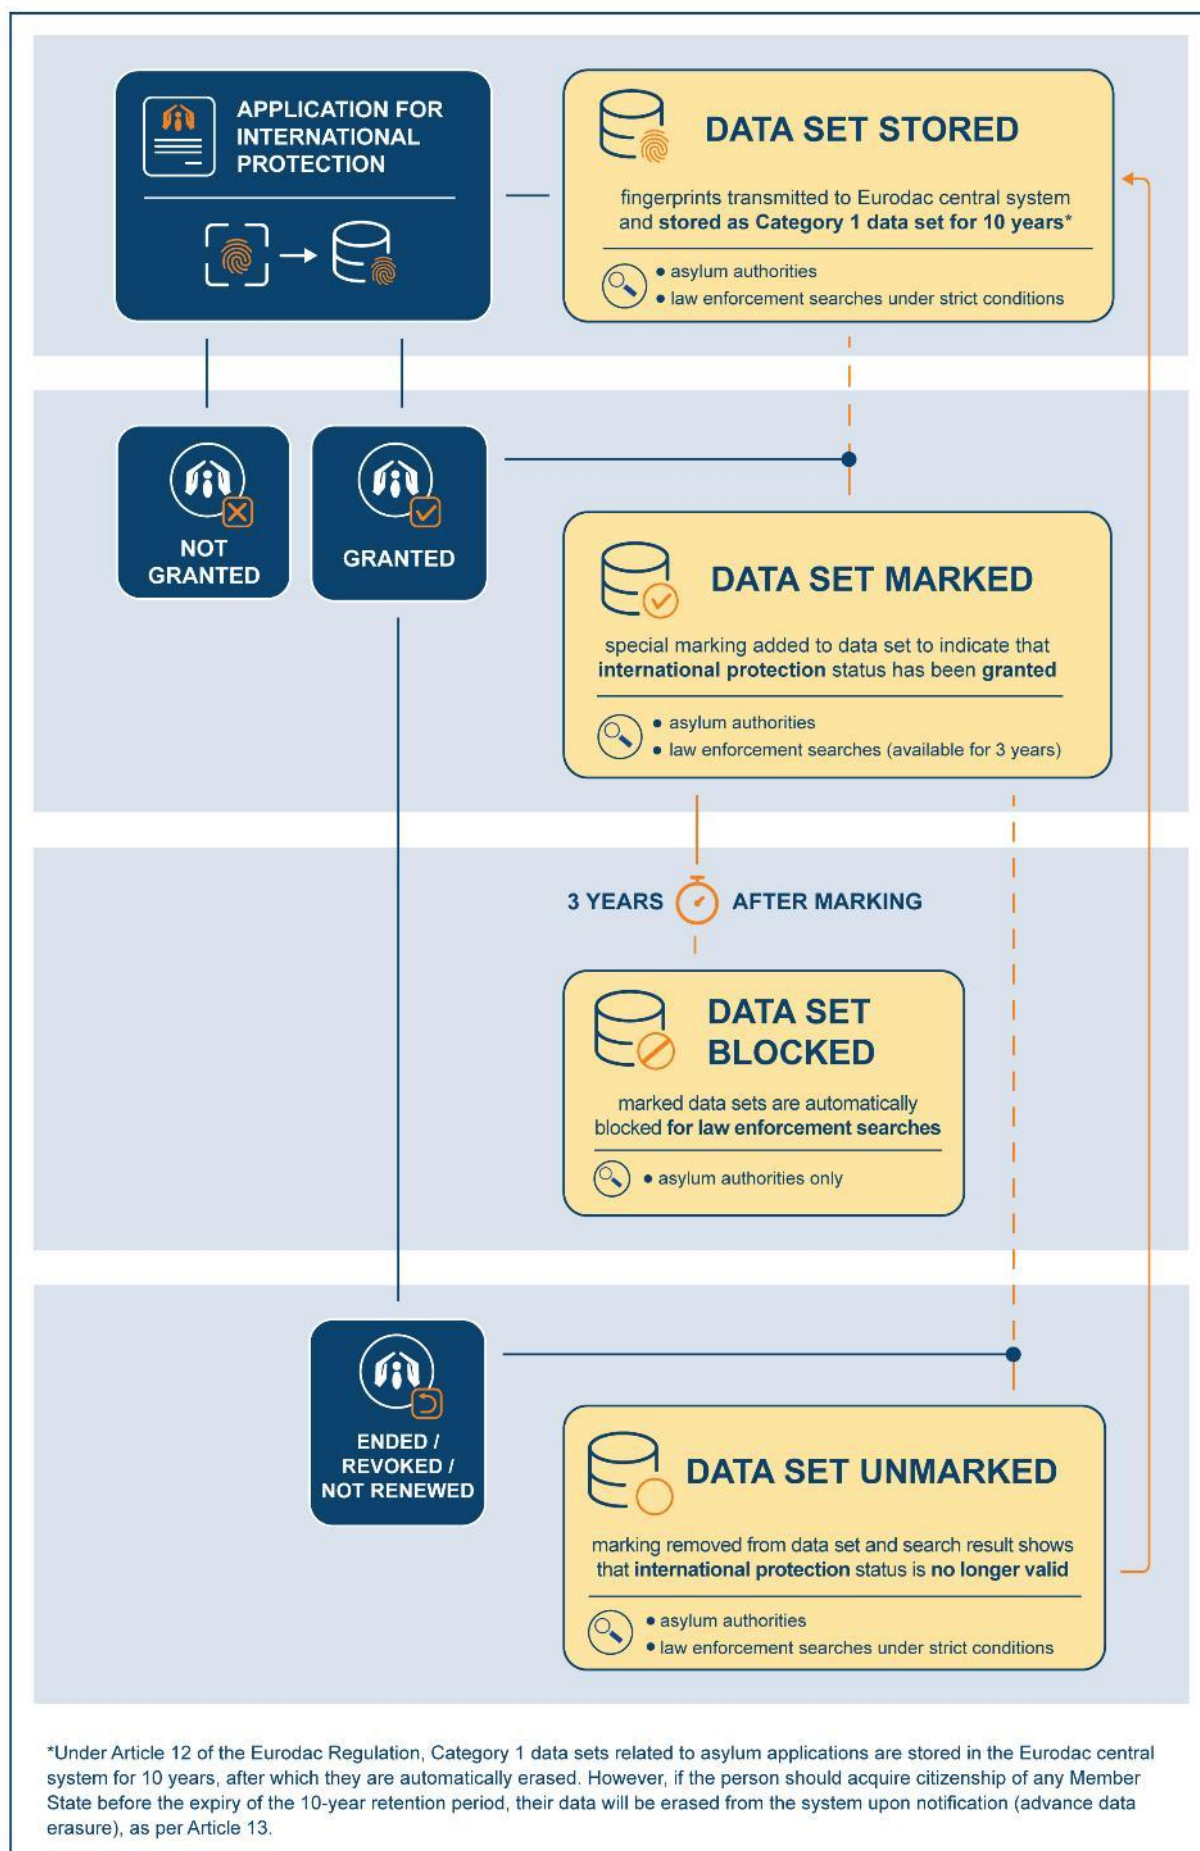 APPLICATION FOR
INTERNATIONAL
PROTECTION
DATA SET STORED
fingerprints transmitted to Eurodac central system
and stored as Category 1 data set for 10 years*
● asylum authorities
● law enforcement searches under strict conditions
NOT
GRANTED
GRANTED
DATA SET MARKED
special marking added to data set to indicate that
international protection status has been granted
● asylum authorities
● law enforcement searches (available for 3 years)
3 YEARS AFTER MARKING
DATA SET
BLOCKED
marked data sets are automatically
blocked for law enforcement searches
● asylum authorities only
ENDED /
REVOKED /
NOT RENEWED
DATA SET UNMARKED
marking removed from data set and search result shows
that international protection status is no longer valid
● asylum authorities
● law enforcement searches under strict conditions
*Under Article 12 of the Eurodac Regulation, Category 1 data sets related to asylum applications are stored in the Eurodac central
system for 10 years, after which they are automatically erased. However, if the person should acquire citizenship of any Member
State before the expiry of the 10-year retention period, their data will be erased from the system upon notification (advance data
erasure), as per Article 13.